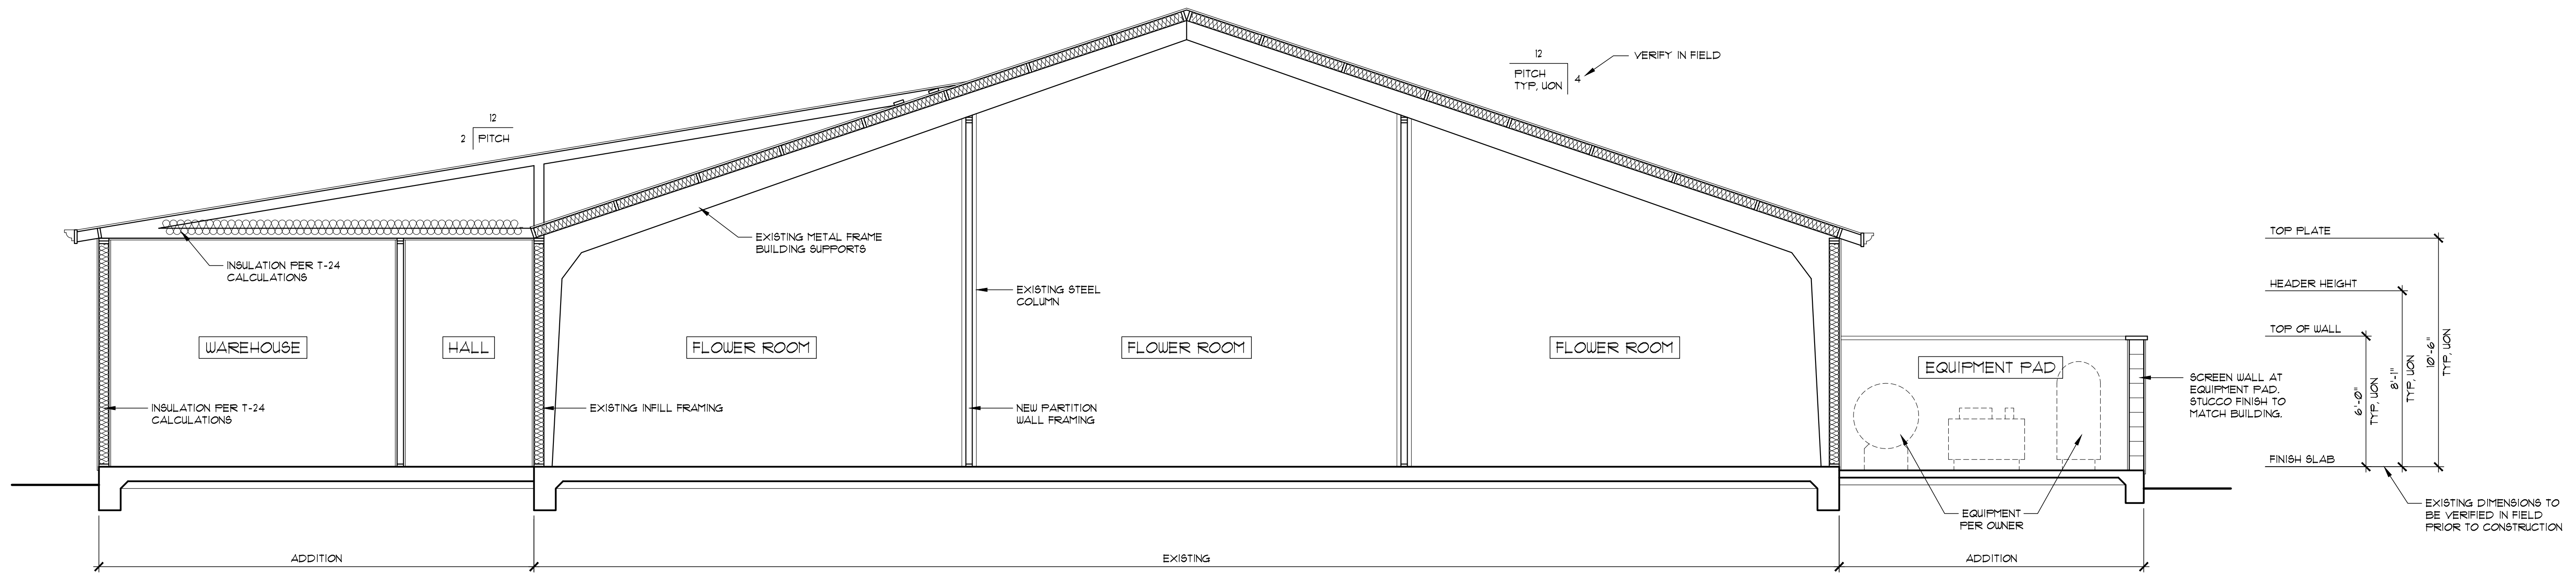 12
PITCH
TYP, UON
4
VERIFY IN FIELD
12
2
PITCH
TOP PLATE
EXISTING METAL FRAME
BUILDING SUPPORTS
INSULATION PER T-24
CALCULATIONS
EXISTING STEEL
COLUMN
HEADER HEIGHT
TOP OF WALL
WAREHOUSE
HALL
FLOWER ROOM
FLOWER ROOM
FLOWER ROOM
EQUIPMENT PAD
SCREEN WALL AT
EQUIPMENT PAD.
STUCCO FINISH TO
MATCH BUILDING.
6'-0"
TYP, UON
8'-1"
TYP, UON
10'-6"
TYP, UON
INSULATION PER T-24
CALCULATIONS
EXISTING INFILL FRAMING
NEW PARTITION
WALL FRAMING
FINISH SLAB
EQUIPMENT
PER OWNER
EXISTING DIMENSIONS TO
BE VERIFIED IN FIELD
PRIOR TO CONSTRUCTION
ADDITION
EXISTING
ADDITION